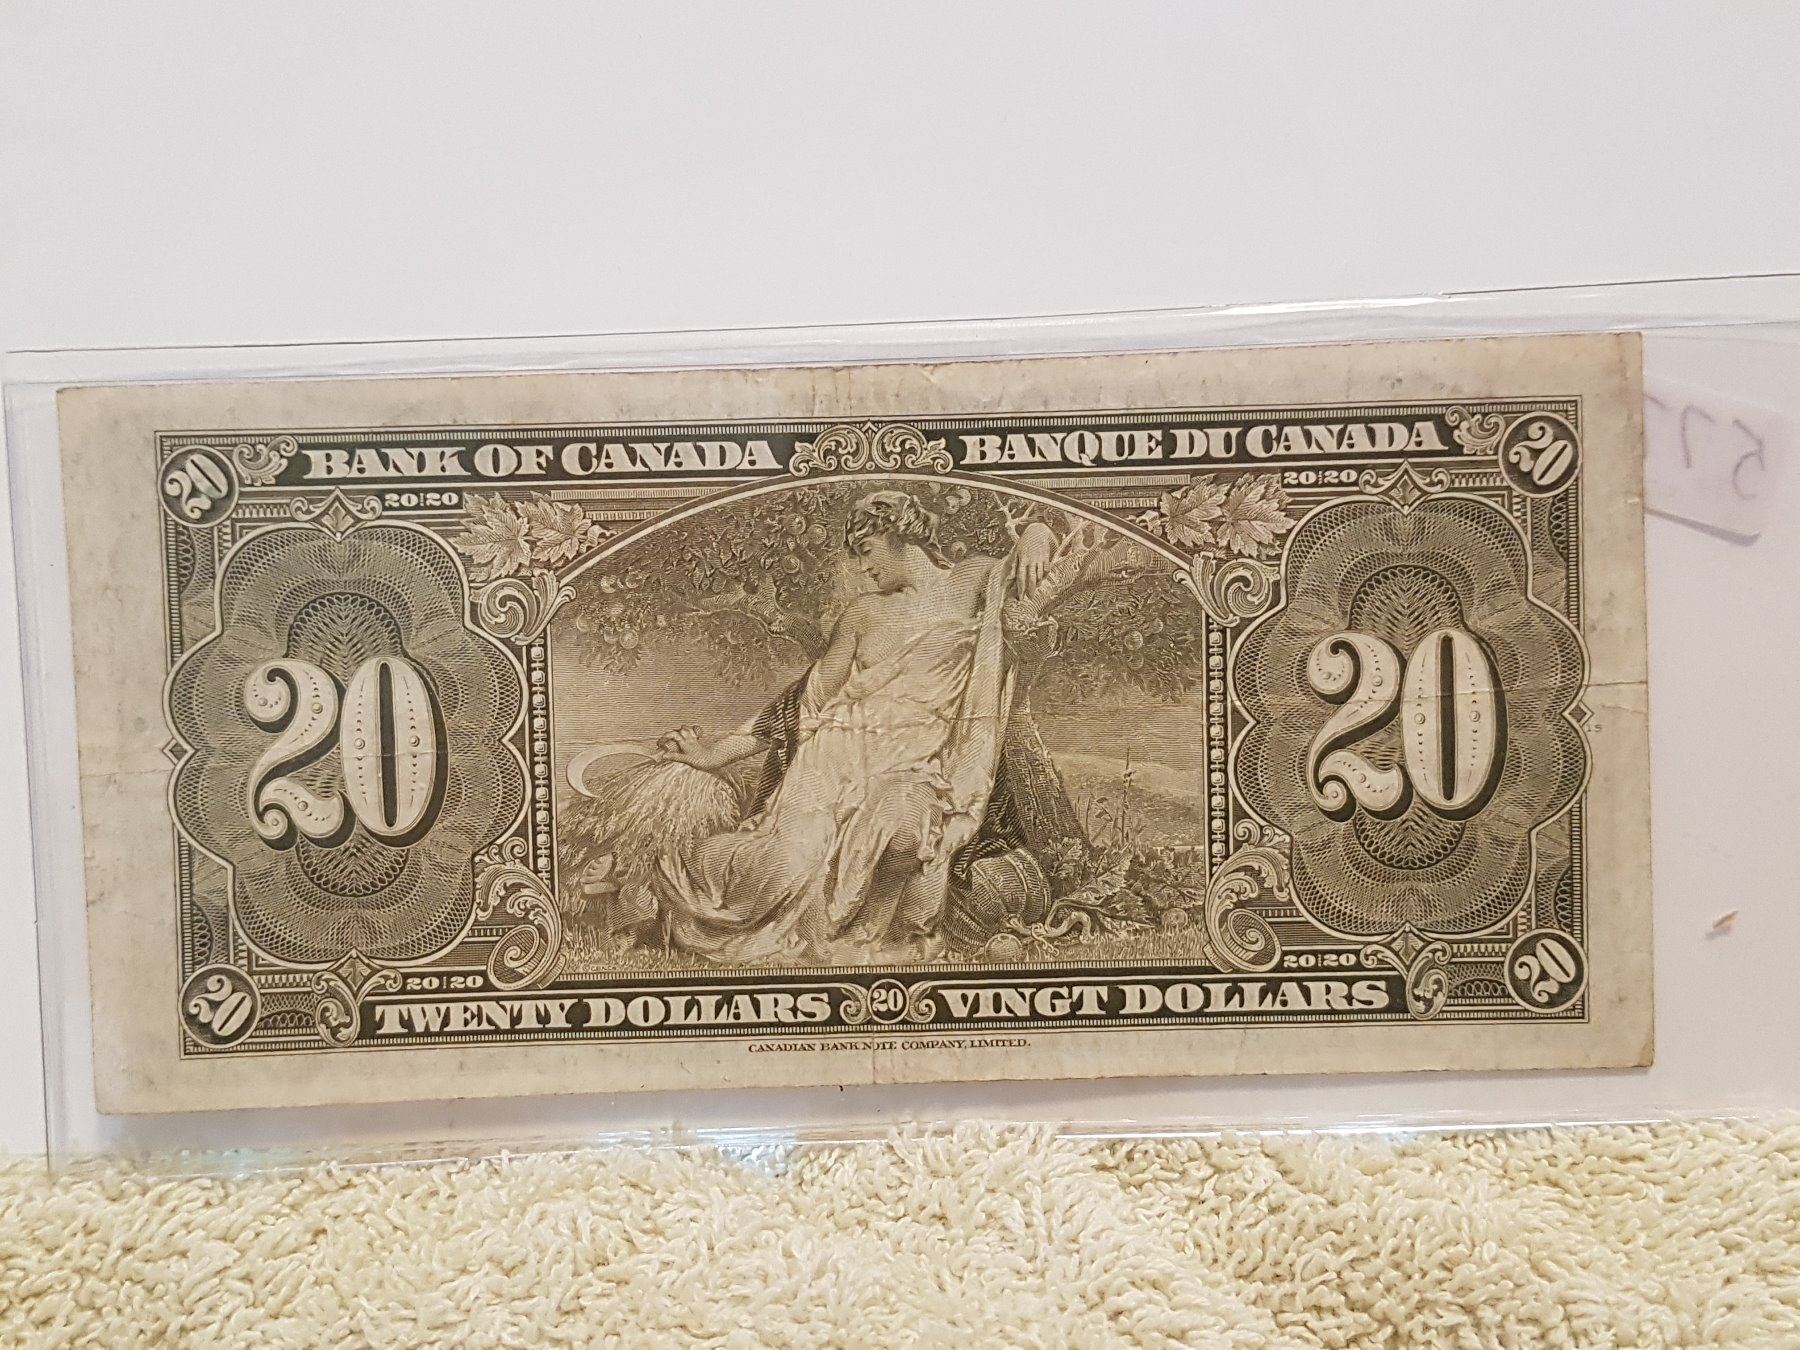 20 BANK OF CANADA BANQUE DU CANADA 20
20 20 20 20
20 20
20 20 20 20
20 TWENTY DOLLARS 20 VINGT DOLLARS 20
CANADIAN BANK NOTE COMPANY, LIMITED.